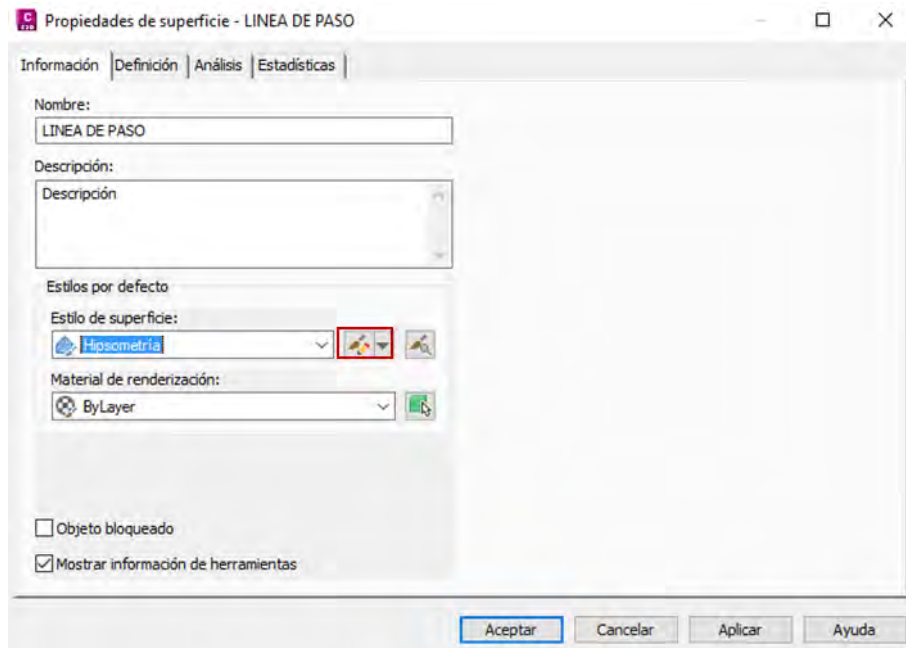 C
C3D
Propiedades de superficie - LINEA DE PASO
Información Definición Análisis Estadísticas
Nombre:
LINEA DE PASO
Descripción:
Descripción
Estilos por defecto
Estilo de superficie:
Hipsometría
Material de renderización:
ByLayer
Objeto bloqueado
Mostrar información de herramientas
Aceptar Cancelar Aplicar Ayuda